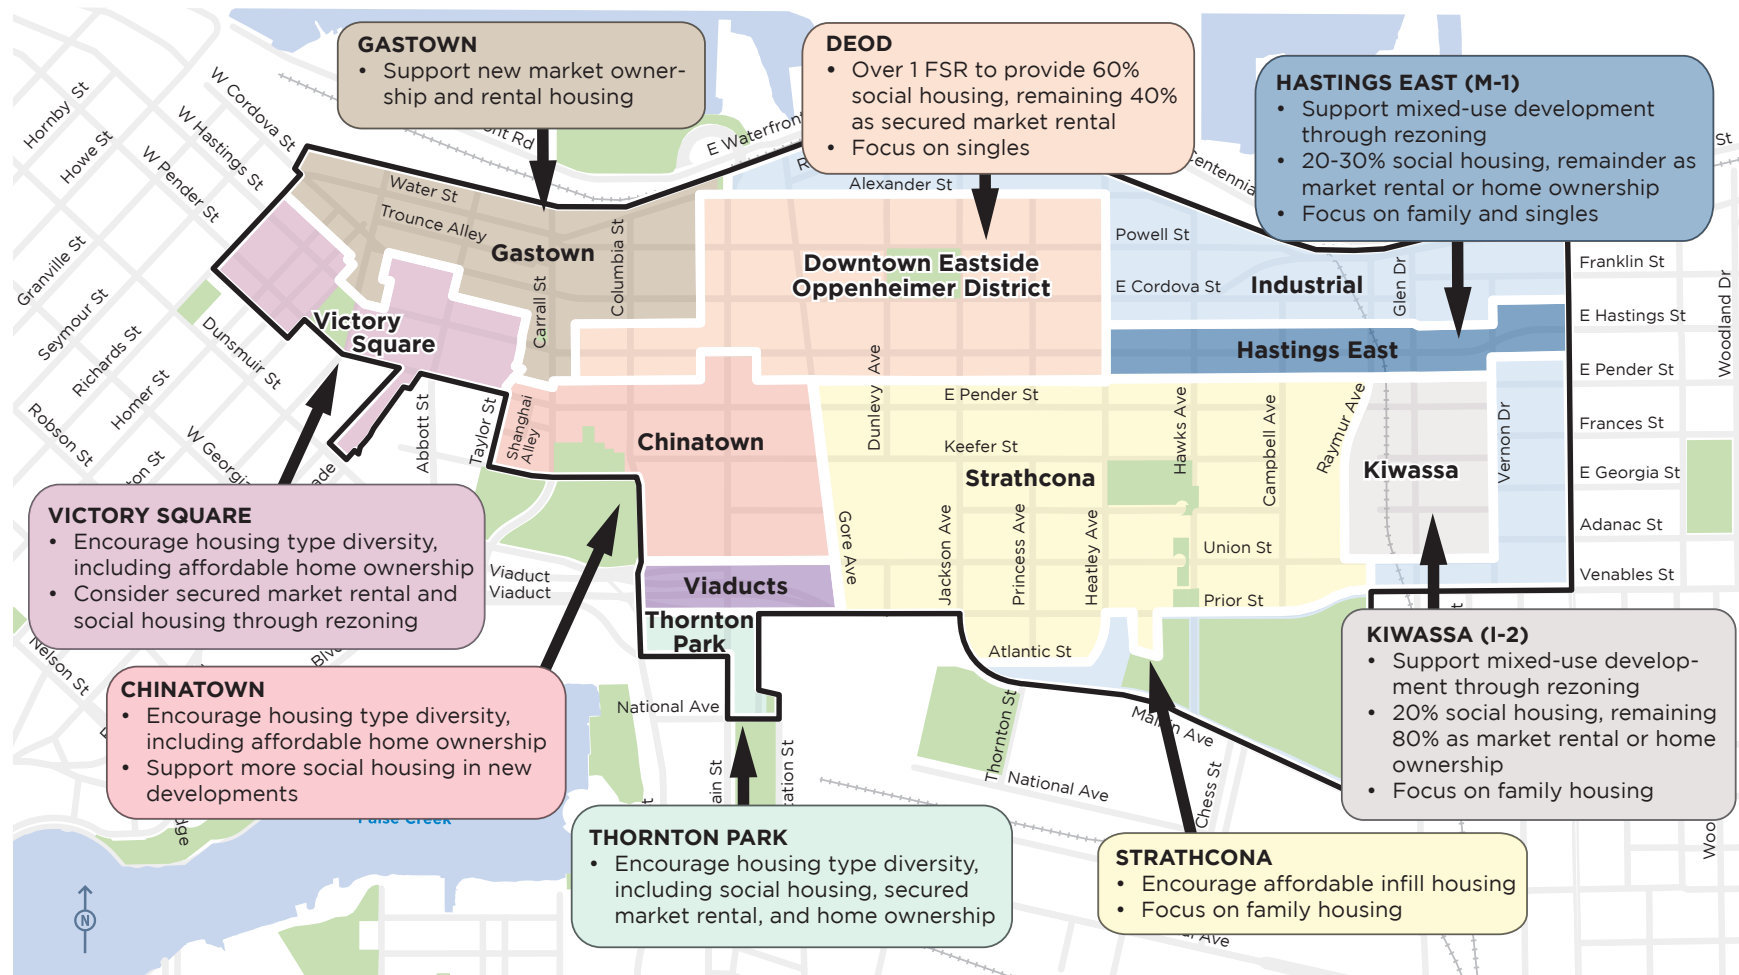 GASTOWN
• Support new market owner-
ship and rental housing
DEOD
• Over 1 FSR to provide 60%
social housing, remaining 40%
as secured market rental
• Focus on singles
HASTINGS EAST (M-1)
• Support mixed-use development
through rezoning
• 20-30% social housing, remainder as
market rental or home ownership
• Focus on family and singles
Hornby St
Howe St
W Cordova St
W Hastings St
W Pender St
Granville St
Seymour St
Richards St
Homer St
Robson St
Dunsmuir St
W Georgia
Nelson St
Water St
Trounce Alley
Gastown
Carrall St
Columbia St
E Waterfront
Alexander St
Downtown Eastside
Oppenheimer District
Powell St
E Cordova St
Industrial
Glen Dr
St
Franklin St
E Hastings St
E Pender St
Frances St
E Georgia St
Adanac St
Venables St
Woodland Dr
Vernon Dr
Hastings East
Victory
Square
Abbott St
Taylor St
Shanghai
Alley
Chinatown
Dunlevy Ave
E Pender St
Keefer St
Strathcona
Hawks Ave
Campbell Ave
Raymur Ave
Kiwassa
Gore Ave
Jackson Ave
Princess Ave
Heatley Ave
Union St
Prior St
Viaduct
Viaduct
Viaducts
Thornton
Park
Atlantic St
National Ave
Thornton St
National Ave
Chess St
Malkin Ave
VICTORY SQUARE
• Encourage housing type diversity,
including affordable home ownership
• Consider secured market rental and
social housing through rezoning
CHINATOWN
• Encourage housing type diversity,
including affordable home ownership
• Support more social housing in new
developments
KIWASSA (I-2)
• Support mixed-use develop-
ment through rezoning
• 20% social housing, remaining
80% as market rental or home
ownership
• Focus on family housing
THORNTON PARK
• Encourage housing type diversity,
including social housing, secured
market rental, and home ownership
STRATHCONA
• Encourage affordable infill housing
• Focus on family housing
False Creek
N